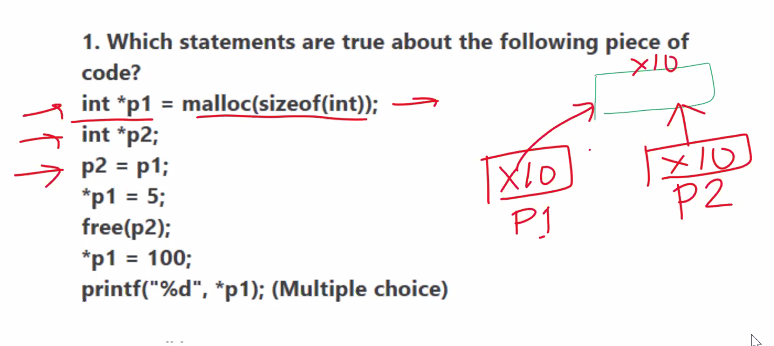 1. Which statements are true about the following piece of
code?
int *p1 = malloc(sizeof(int));
int *p2;
p2 = p1;
*p1 = 5;
free(p2);
*p1 = 100;
printf("%d", *p1); (Multiple choice)
x10
x10
P1
x10
P2